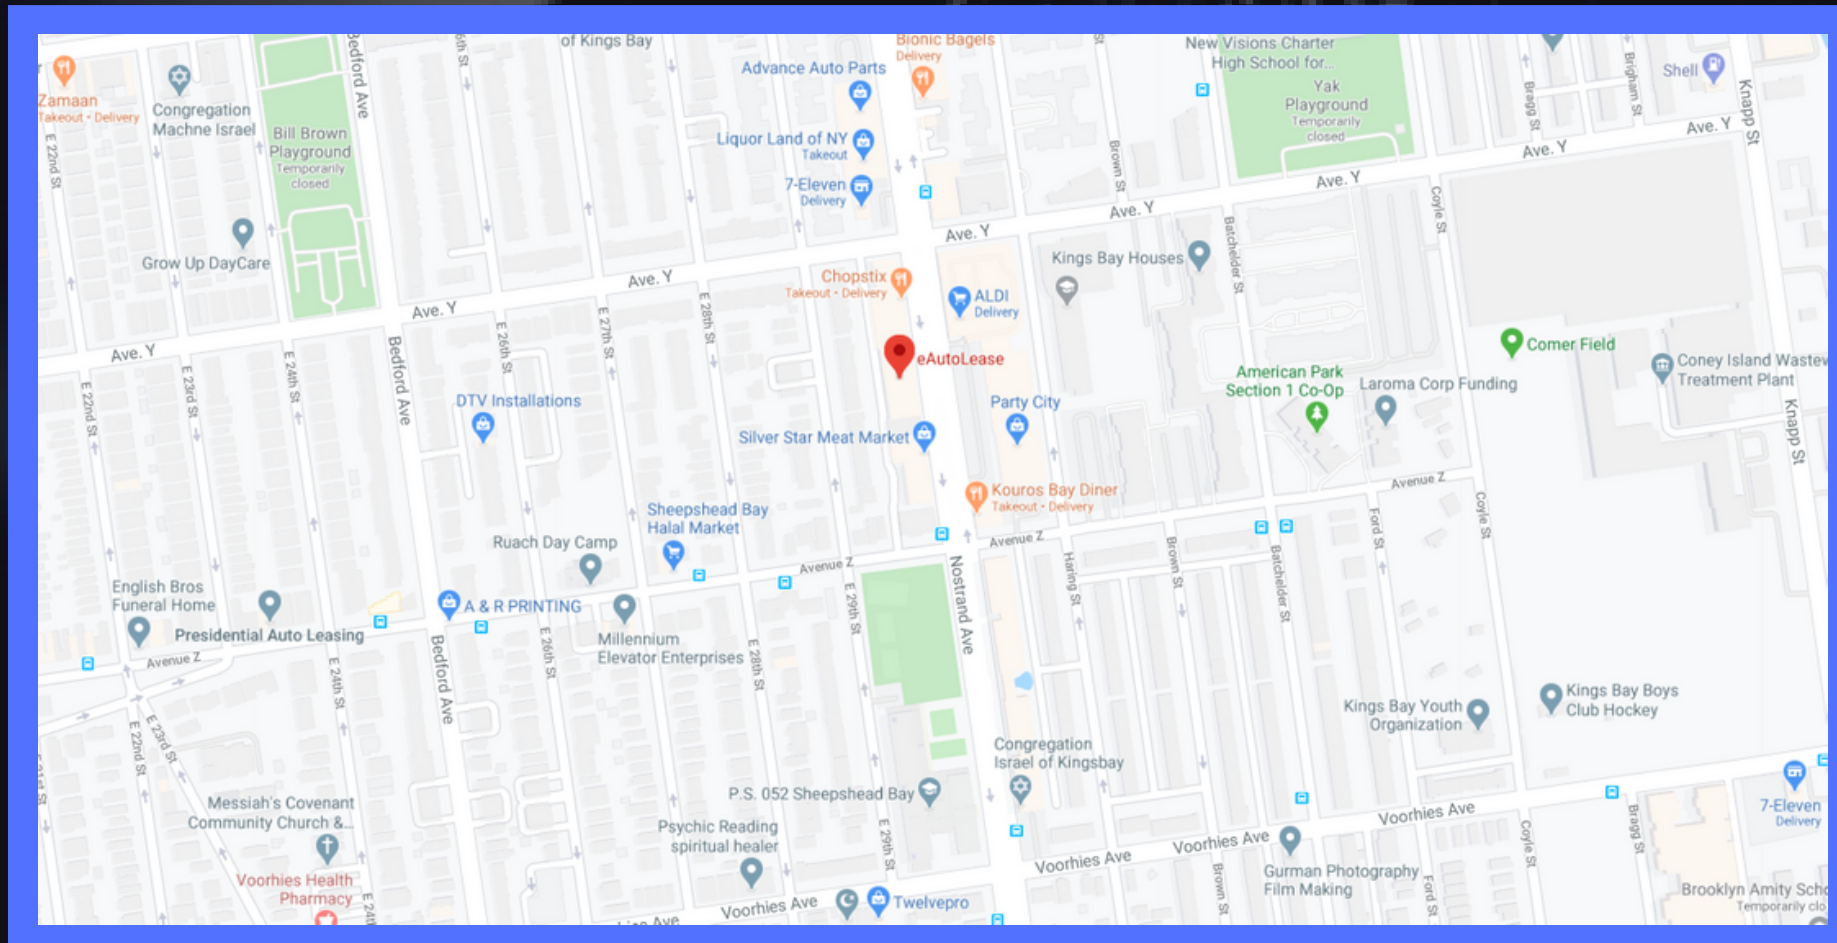 of Kings Bay
Bionic Bagels
Delivery
New Visions Charter
High School for...
Advance Auto Parts
Zamaan
Takeout • Delivery
Congregation
Machne Israel
Bedford Ave
Bill Brown
Playground
Temporarily
closed
Liquor Land of NY
Takeout
7-Eleven
Delivery
Yak
Playground
Temporarily
closed
Shell
Bragg St
Brigham St
Knapp St
Ave. Y
Ave. Y
Ave. Y
Ave. Y
Ave. Y
Ave. Y
Ave. Y
Ave. Y
E 22nd St
Brown St
Coyle St
Batchelder St
Grow Up DayCare
Kings Bay Houses
Chopstix
Takeout • Delivery
ALDI
Delivery
eAutoLease
Comer Field
Coney Island Wastew
Treatment Plant
American Park
Section 1 Co-Op
Laroma Corp Funding
E 22nd St
E 23rd St
E 24th St
Bedford Ave
E 26th St
E 27th St
E 28th St
DTV Installations
Party City
Silver Star Meat Market
Knapp St
Kouros Bay Diner
Takeout • Delivery
Avenue Z
Coyle St
Ford St
Sheepshead Bay
Halal Market
Ruach Day Camp
Avenue Z
Avenue Z
Nostrand Ave
Haring St
Brown St
Batchelder St
English Bros
Funeral Home
A & R PRINTING
Presidential Auto Leasing
Avenue Z
Millennium
Elevator Enterprises
E 29th St
E 28th St
E 26th St
Bedford Ave
E 24th St
E 23rd St
E 22nd St
Kings Bay Youth
Organization
Kings Bay Boys
Club Hockey
Congregation
Israel of Kingsbay
P.S. 052 Sheepshead Bay
Messiah's Covenant
Community Church &...
Psychic Reading
spiritual healer
E 29th St
Voorhies Ave
Voorhies Ave
Voorhies Ave
7-Eleven
Delivery
Coyle St
Bragg St
Gurman Photography
Film Making
Brown St
Ford St
Voorhies Health
Pharmacy
Voorhies Ave
Twelvepro
Brooklyn Amity Scho
Temporarily clo